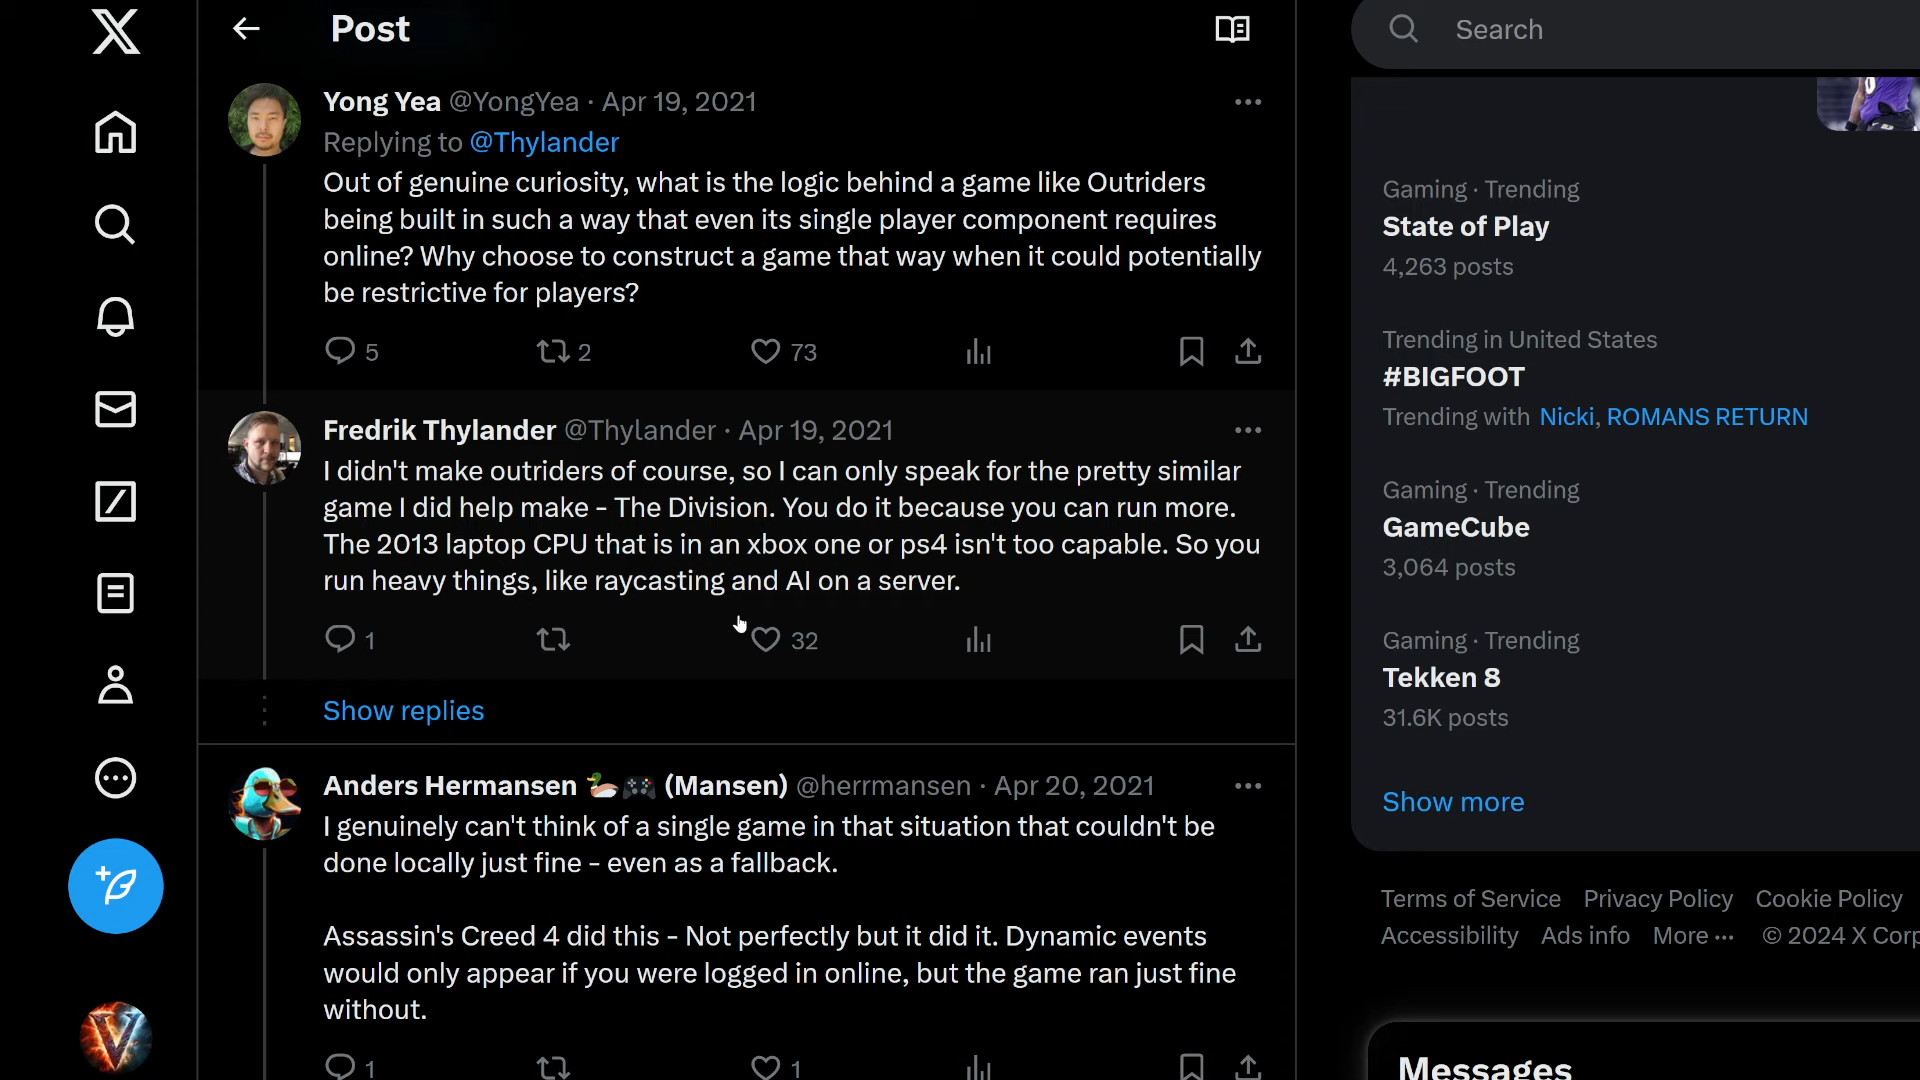 Post
Search
Yong Yea @YongYea · Apr 19, 2021
Replying to @Thylander
Out of genuine curiosity, what is the logic behind a game like Outriders
being built in such a way that even its single player component requires
online? Why choose to construct a game that way when it could potentially
be restrictive for players?
5 2 73
Fredrik Thylander @Thylander · Apr 19, 2021
I didn't make outriders of course, so I can only speak for the pretty similar
game I did help make - The Division. You do it because you can run more.
The 2013 laptop CPU that is in an xbox one or ps4 isn't too capable. So you
run heavy things, like raycasting and AI on a server.
1 32
Show replies
Anders Hermansen 🦆🎮 (Mansen) @herrmansen · Apr 20, 2021
I genuinely can't think of a single game in that situation that couldn't be
done locally just fine - even as a fallback.
Assassin's Creed 4 did this - Not perfectly but it did it. Dynamic events
would only appear if you were logged in online, but the game ran just fine
without.
1 1
Gaming · Trending
State of Play
4,263 posts
Trending in United States
#BIGFOOT
Trending with Nicki, ROMANS RETURN
Gaming · Trending
GameCube
3,064 posts
Gaming · Trending
Tekken 8
31.6K posts
Show more
Terms of Service Privacy Policy Cookie Policy
Accessibility Ads info More ··· © 2024 X Corp
Messages